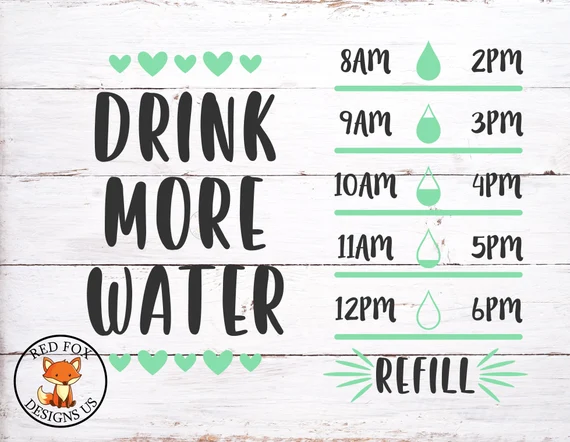 DRINK
MORE
WATER
8AM 2PM
9AM 3PM
10AM 4PM
11AM 5PM
12PM 6PM
REFILL
RED FOX
DESIGNS US